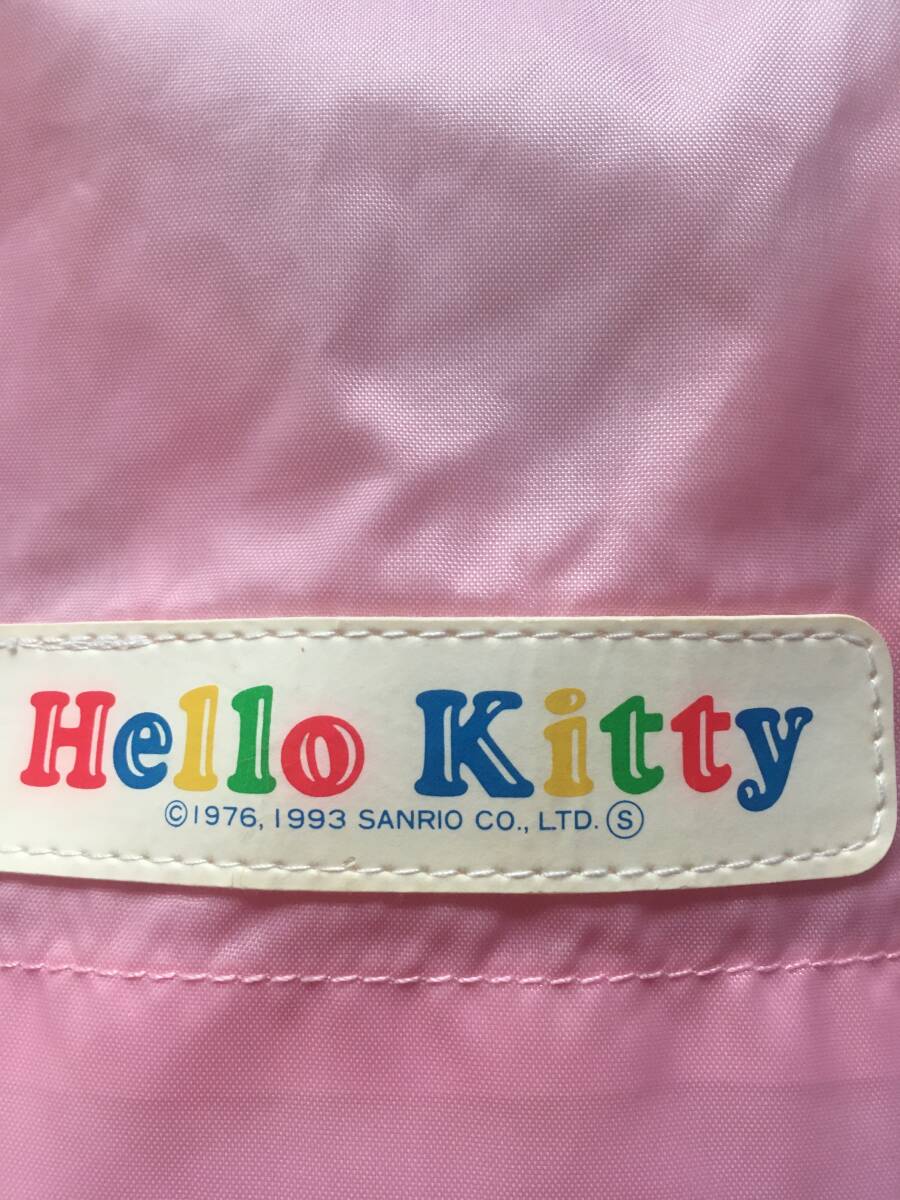 Hello Kitty
©1976, 1993 SANRIO CO., LTD. Ⓢ